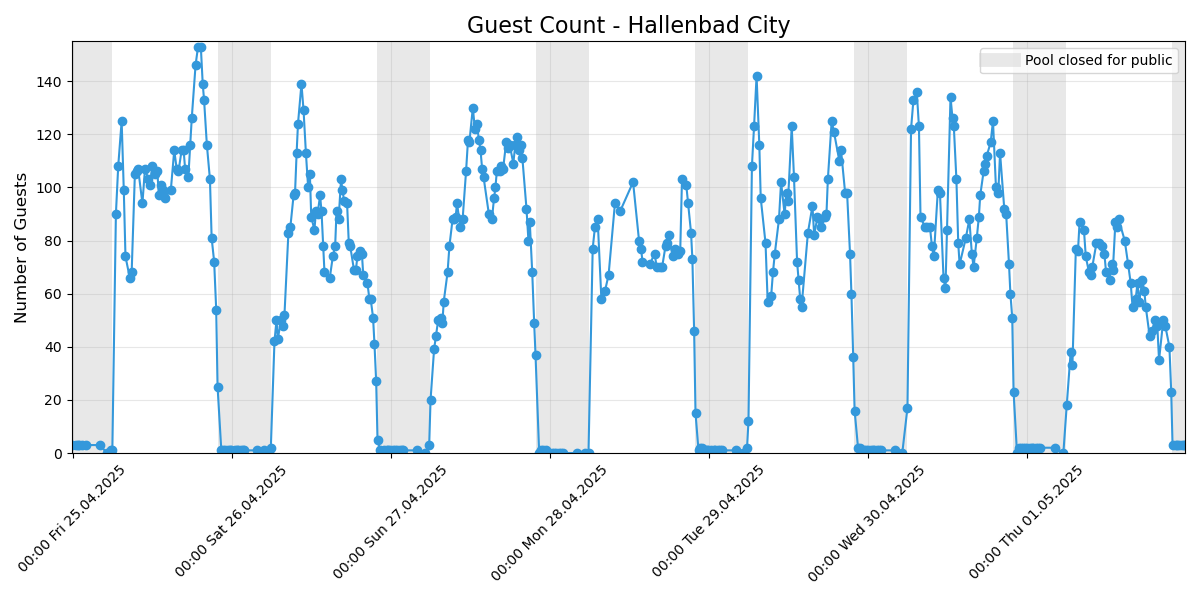 Guest Count - Hallenbad City
Pool closed for public
Number of Guests
140
120
100
80
60
40
20
0
00:00 Fri 25.04.2025
00:00 Sat 26.04.2025
00:00 Sun 27.04.2025
00:00 Mon 28.04.2025
00:00 Tue 29.04.2025
00:00 Wed 30.04.2025
00:00 Thu 01.05.2025